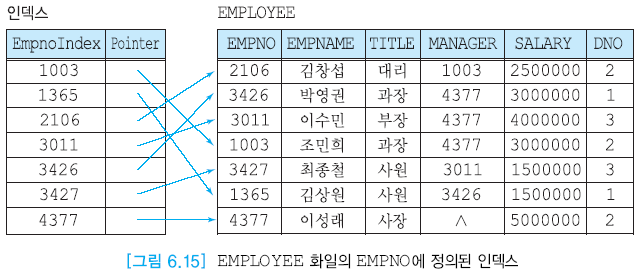 인덱스 EMPLOYEE
EmpnoIndex Pointer EMPNO EMPNAME TITLE MANAGER SALARY DNO
1003 2106 김창섭 대리 1003 2500000 2
1365 3426 박영권 과장 4377 3000000 1
2106 3011 이수민 부장 4377 4000000 3
3011 1003 조민희 과장 4377 3000000 2
3426 3427 최종철 사원 3011 1500000 3
3427 1365 김상원 사원 3426 1500000 1
4377 4377 이성래 사장 ∧ 5000000 2
[그림 6.15] EMPLOYEE 화일의 EMPNO에 정의된 인덱스